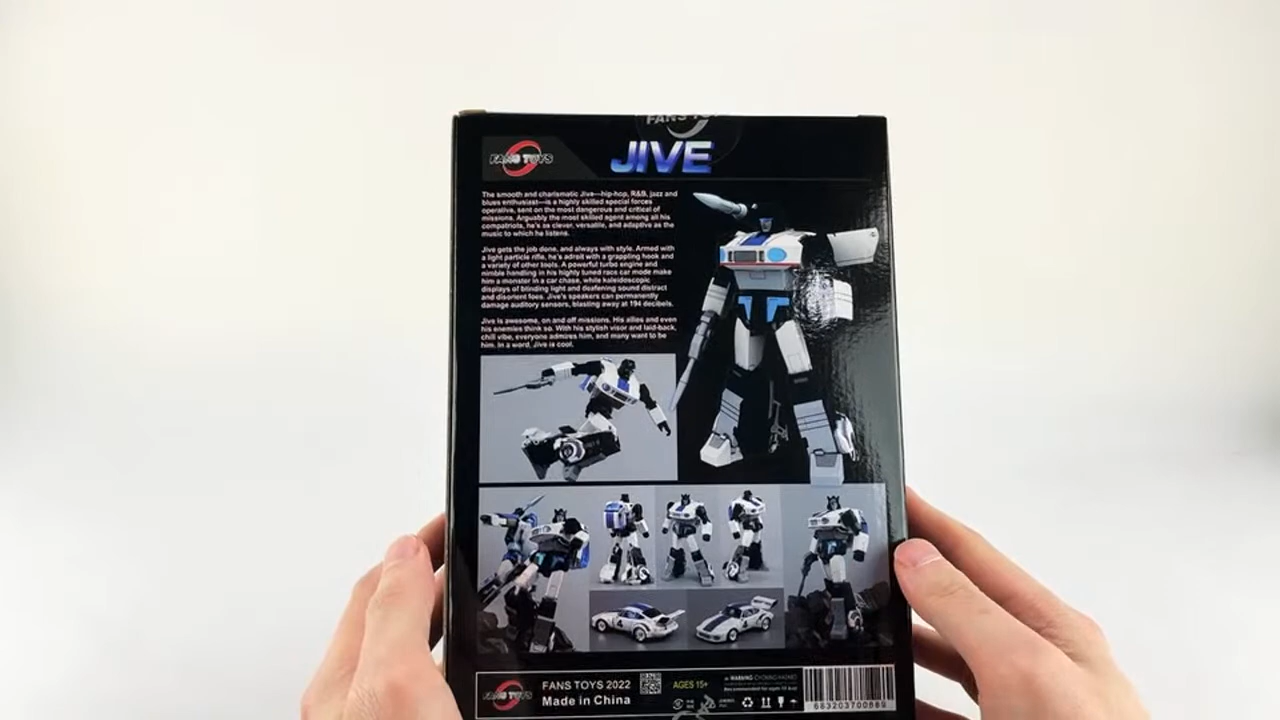 FANS TOYS
FANS TOYS
JIVE
The smooth and charismatic Jive—hip-hop, R&B, jazz and
blues enthusiast—is a highly skilled special forces
operative, sent on the most dangerous and critical of
missions. Arguably the most skilled agent among all his
compatriots, he's as clever, versatile, and adaptive as the
music to which he listens.
Jive gets the job done, and always with style. Armed with
a light particle rifle, he's adroit with a grappling hook and
a variety of other tools. A powerful turbo engine and
nimble handling in his highly tuned race car mode make
him a monster in a car chase, while kaleidoscopic
displays of blinding light and deafening sound distract
and disorient foes. Jive's speakers can permanently
damage auditory sensors, blasting away at 194 decibels.
Jive is awesome, on and off missions. His allies and even
his enemies think so. With his stylish visor and laid-back,
chill vibe, everyone admires him, and many want to be
him. In a word, Jive is cool.
4
4
FANS TOYS
FANS TOYS 2022
Made in China
AGES 15+
WARNING CHOKING HAZARD